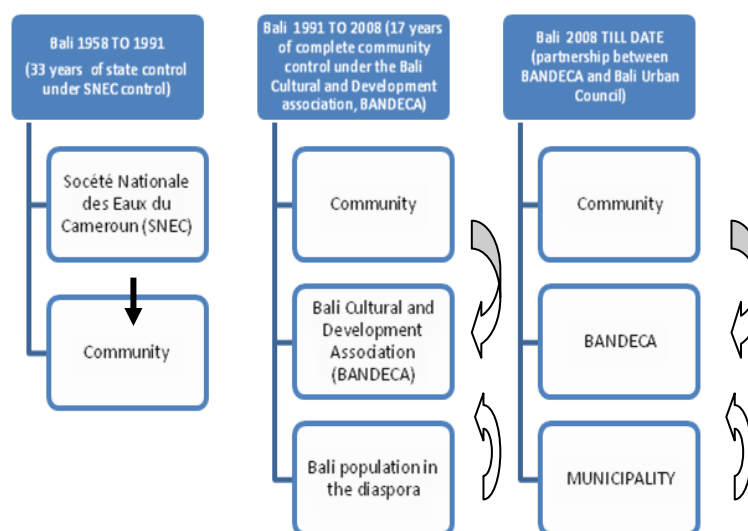 Bali 1958 TO 1991
(33 years of state control
under SNEC control)
Socété Nationale
des Eaux du
Cameroun (SNEC)
Community
Bali 1991 TO 2008 (17 years
of complete community
control under the Bali
Cultural and Development
association, BANDECA)
Community
Bali Cultural and
Development
Association
(BANDECA)
Bali population in
the diaspora
Bali 2008 TILL DATE
(partnership between
BANDECA and Bali Urban
Council)
Community
BANDECA
MUNICIPALITY